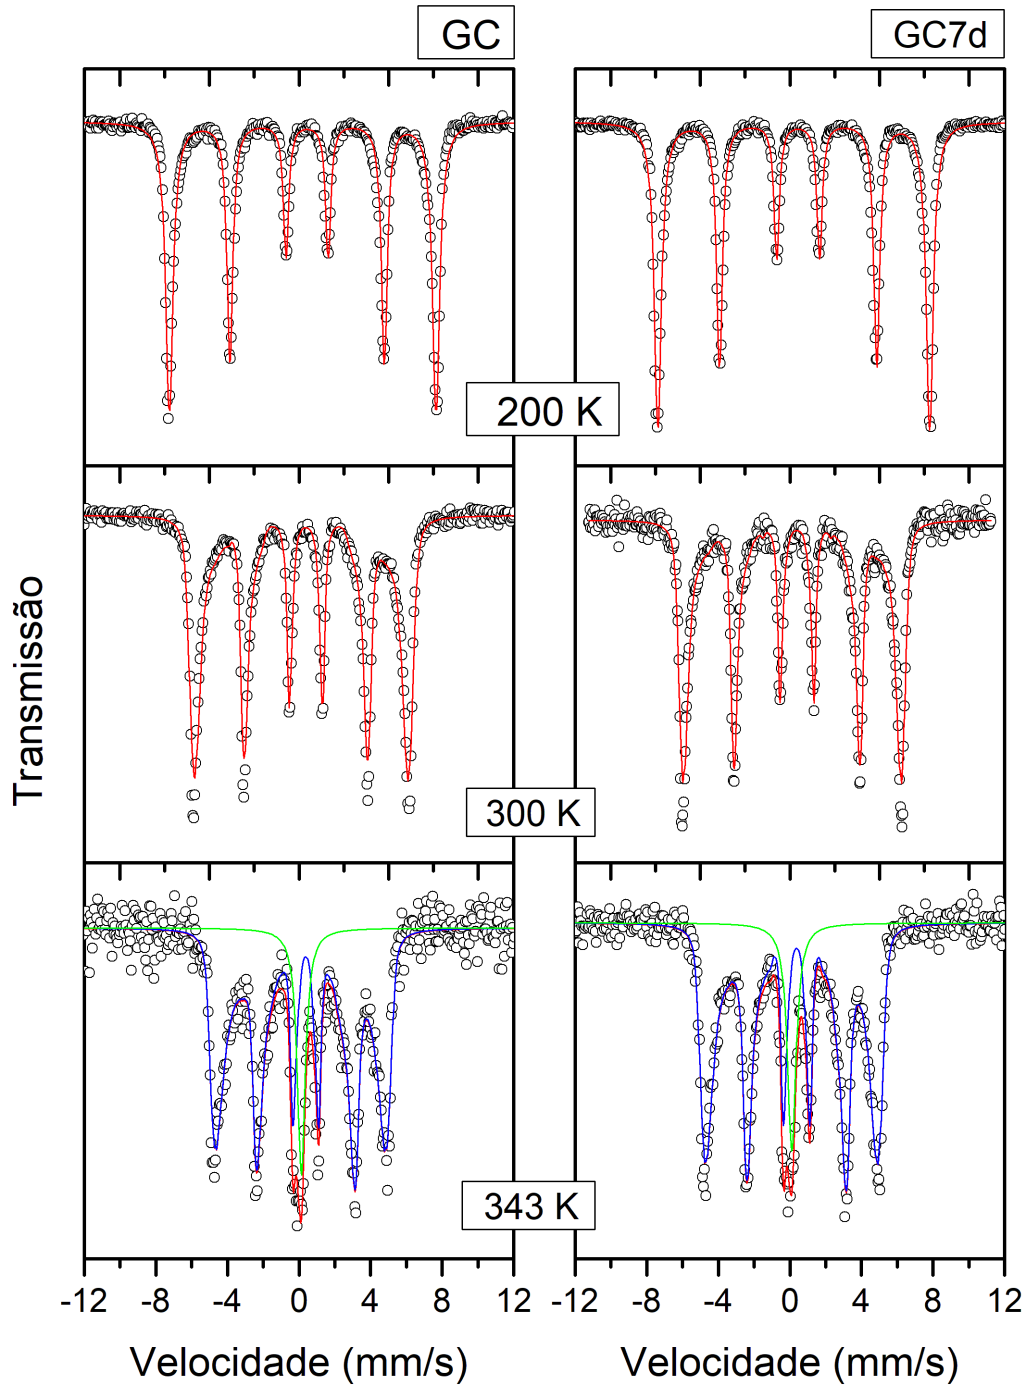 GC
GC7d
200 K
300 K
343 K
Transmissão
-12 -8 -4 0 4 8 12
-12 -8 -4 0 4 8 12
Velocidade (mm/s)
Velocidade (mm/s)